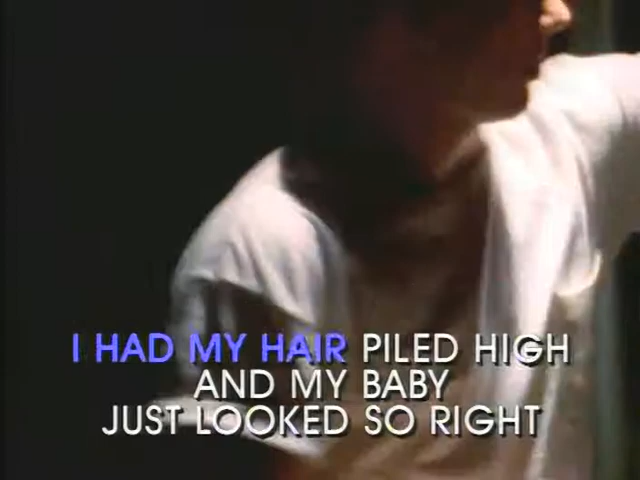 I HAD MY HAIR PILED HIGH
AND MY BABY
JUST LOOKED SO RIGHT